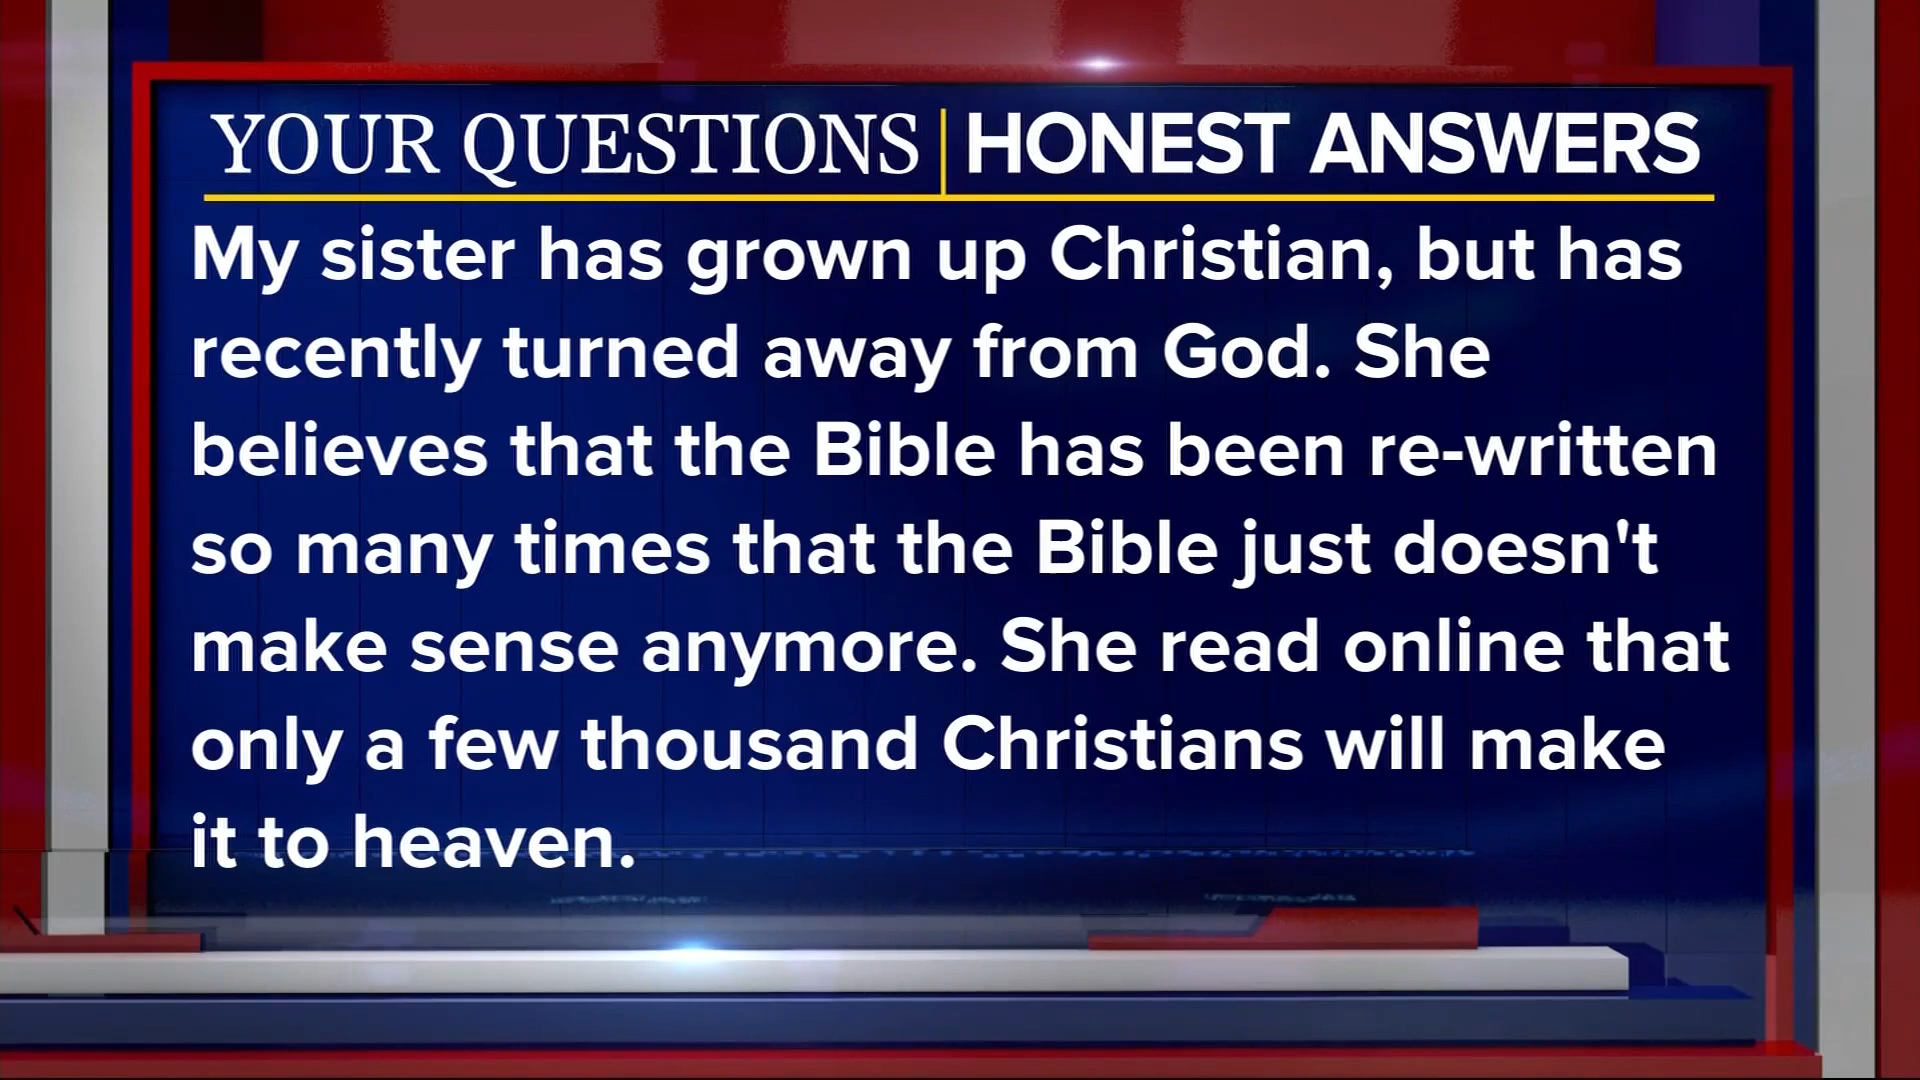 YOUR QUESTIONS | HONEST ANSWERS
My sister has grown up Christian, but has
recently turned away from God. She
believes that the Bible has been re-written
so many times that the Bible just doesn't
make sense anymore. She read online that
only a few thousand Christians will make
it to heaven.